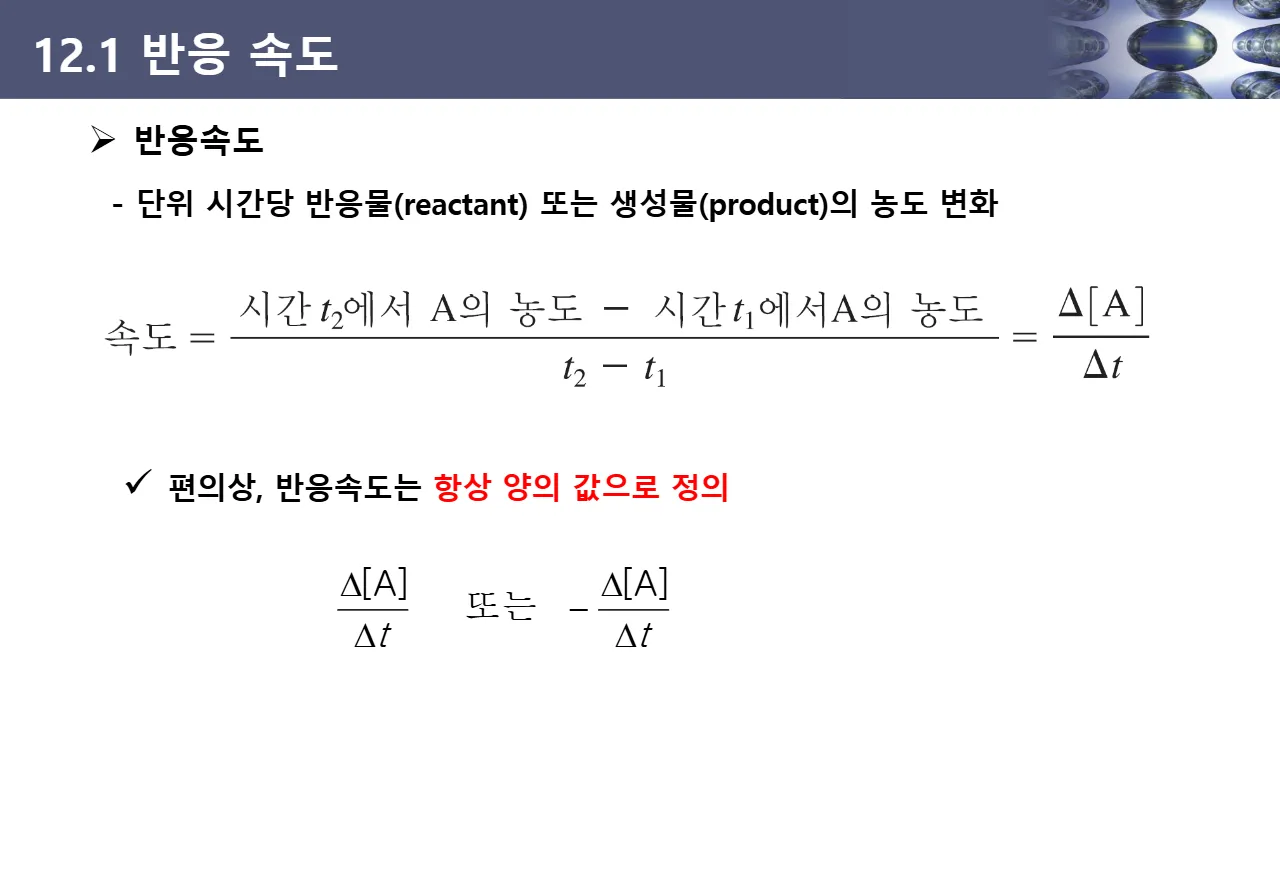 12.1 반응 속도
➢ 반응속도
- 단위 시간당 반응물(reactant) 또는 생성물(product)의 농도 변화
속도 = (시간 t₂에서 A의 농도 − 시간 t₁에서A의 농도) / (t₂ − t₁) = Δ[A] / Δt
✓ 편의상, 반응속도는 항상 양의 값으로 정의
Δ[A] / Δt 또는 −Δ[A] / Δt